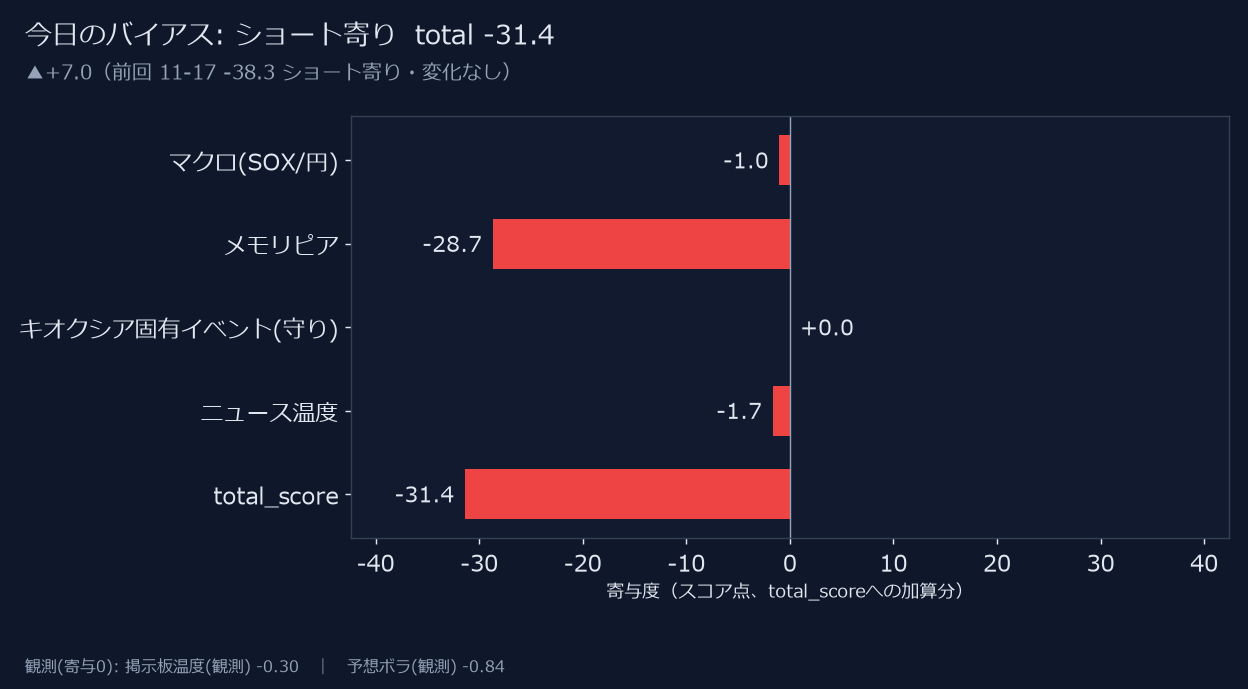 今日のバイアス: ショート寄り  total -31.4
▲+7.0（前回 11-17 -38.3 ショート寄り・変化なし）
マクロ(SOX/円)
-1.0
メモリピア
-28.7
キオクシア固有イベント(守り)
+0.0
ニュース温度
-1.7
total_score
-31.4
-40 -30 -20 -10 0 10 20 30 40
寄与度（スコア点、total_scoreへの加算分）
観測(寄与0): 掲示板温度(観測) -0.30 ｜ 予想ボラ(観測) -0.84